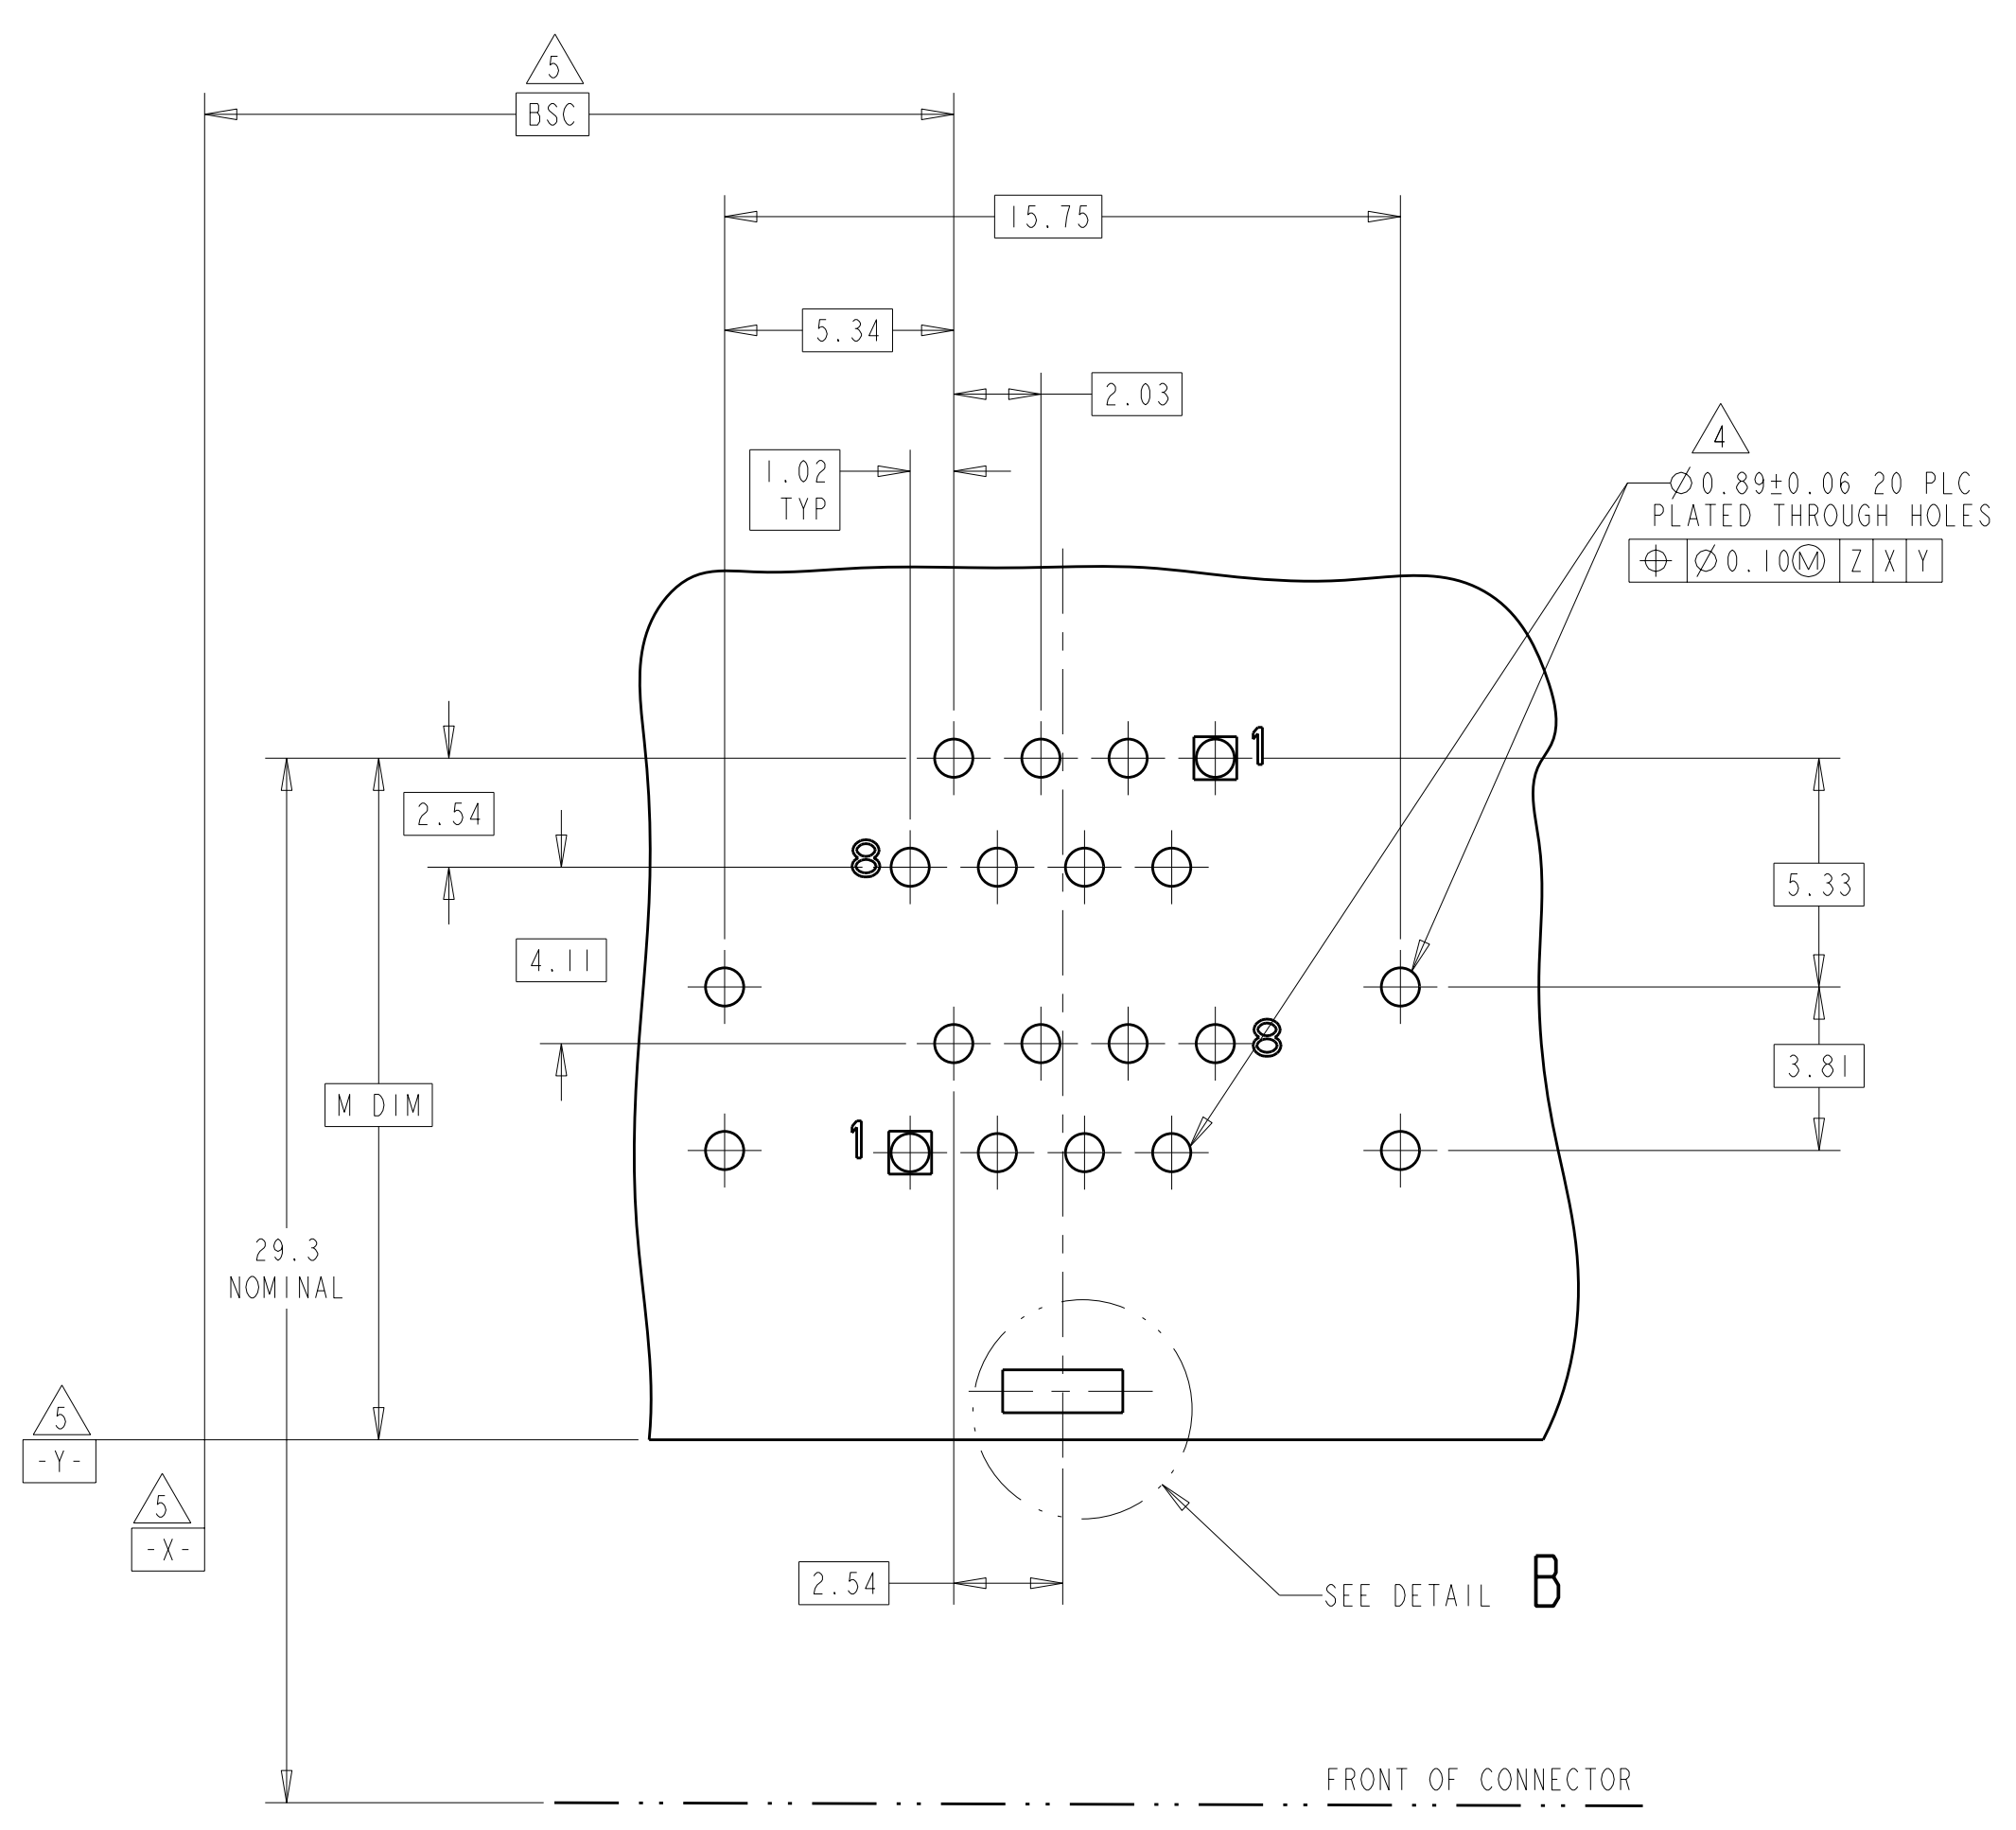 5
BSC
15.75
5.34
2.03
1.02
TYP
4
Ø0.89±0.06 20 PLC
PLATED THROUGH HOLES
⌖ Ø0.10Ⓜ Z X Y
1
2.54
8
5.33
4.11
8
3.81
M DIM
1
29.3
NOMINAL
5
-Y-
5
-X-
2.54
SEE DETAIL B
FRONT OF CONNECTOR